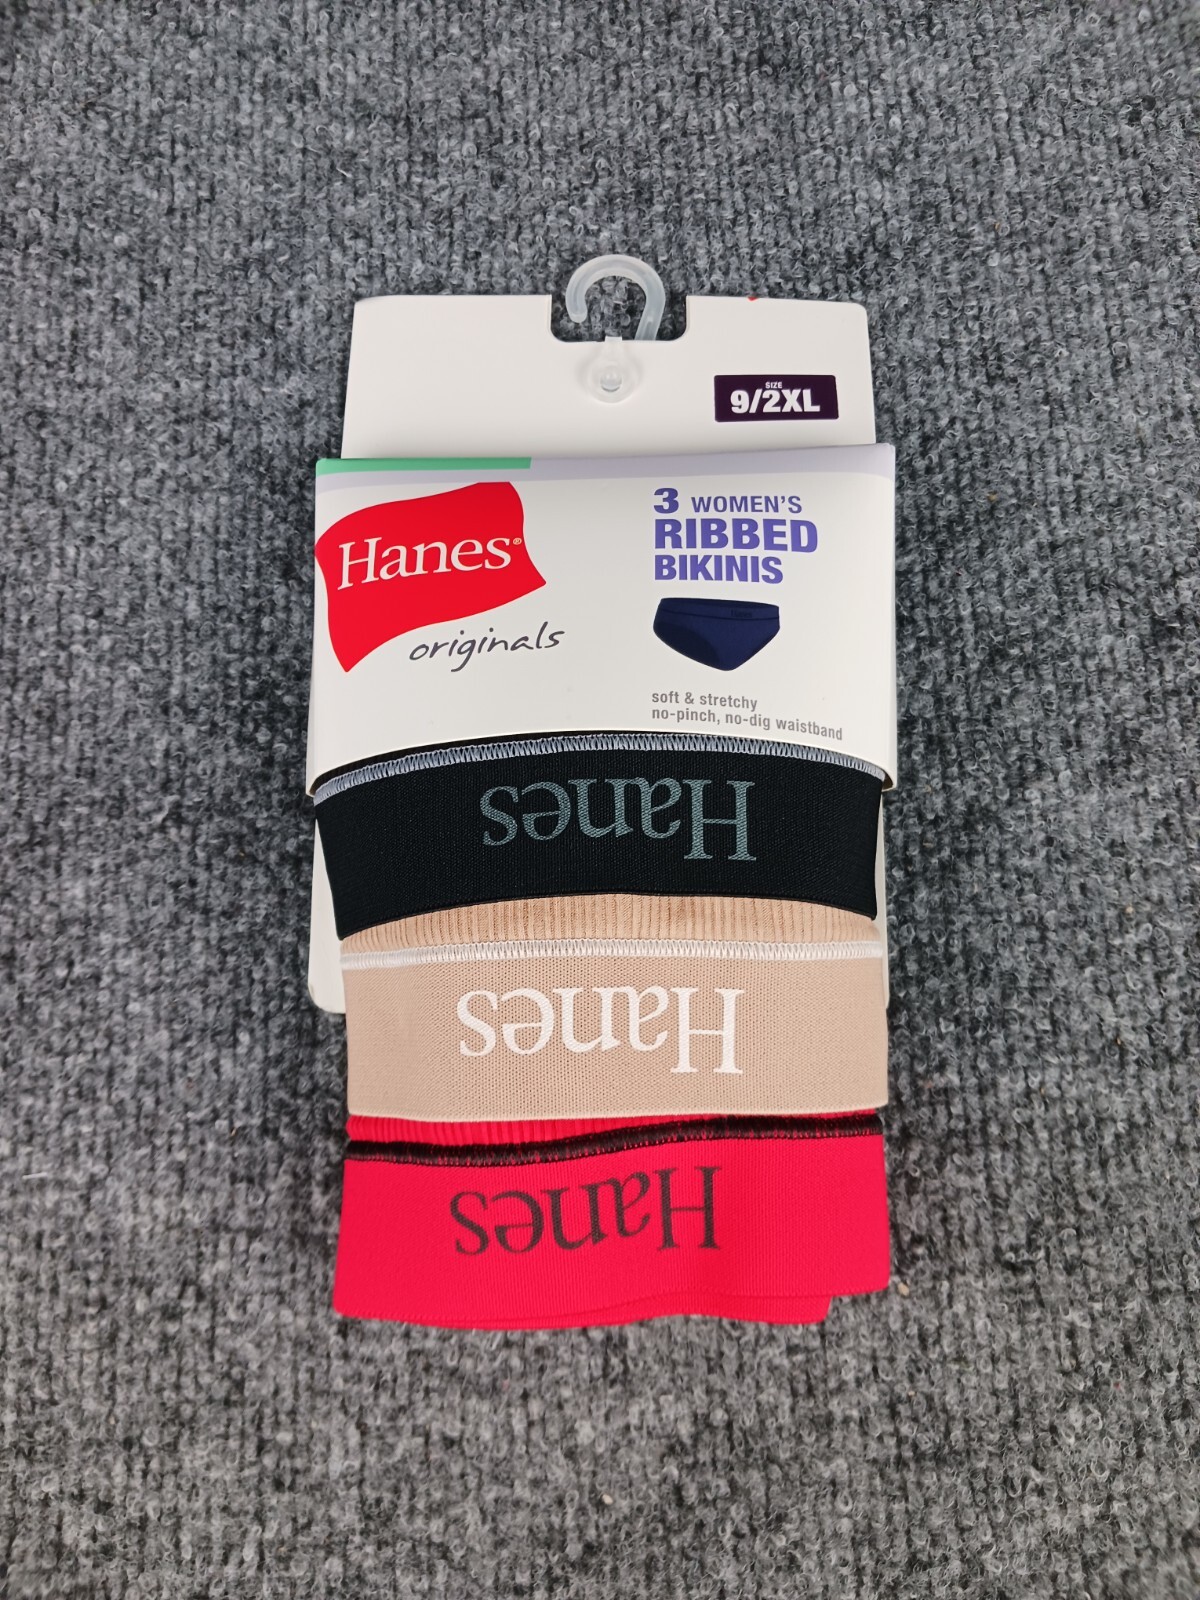 SIZE
9/2XL
Hanes®
originals
3 WOMEN'S
RIBBED
BIKINIS
soft & stretchy
no-pinch, no-dig waistband
Hanes
Hanes
Hanes